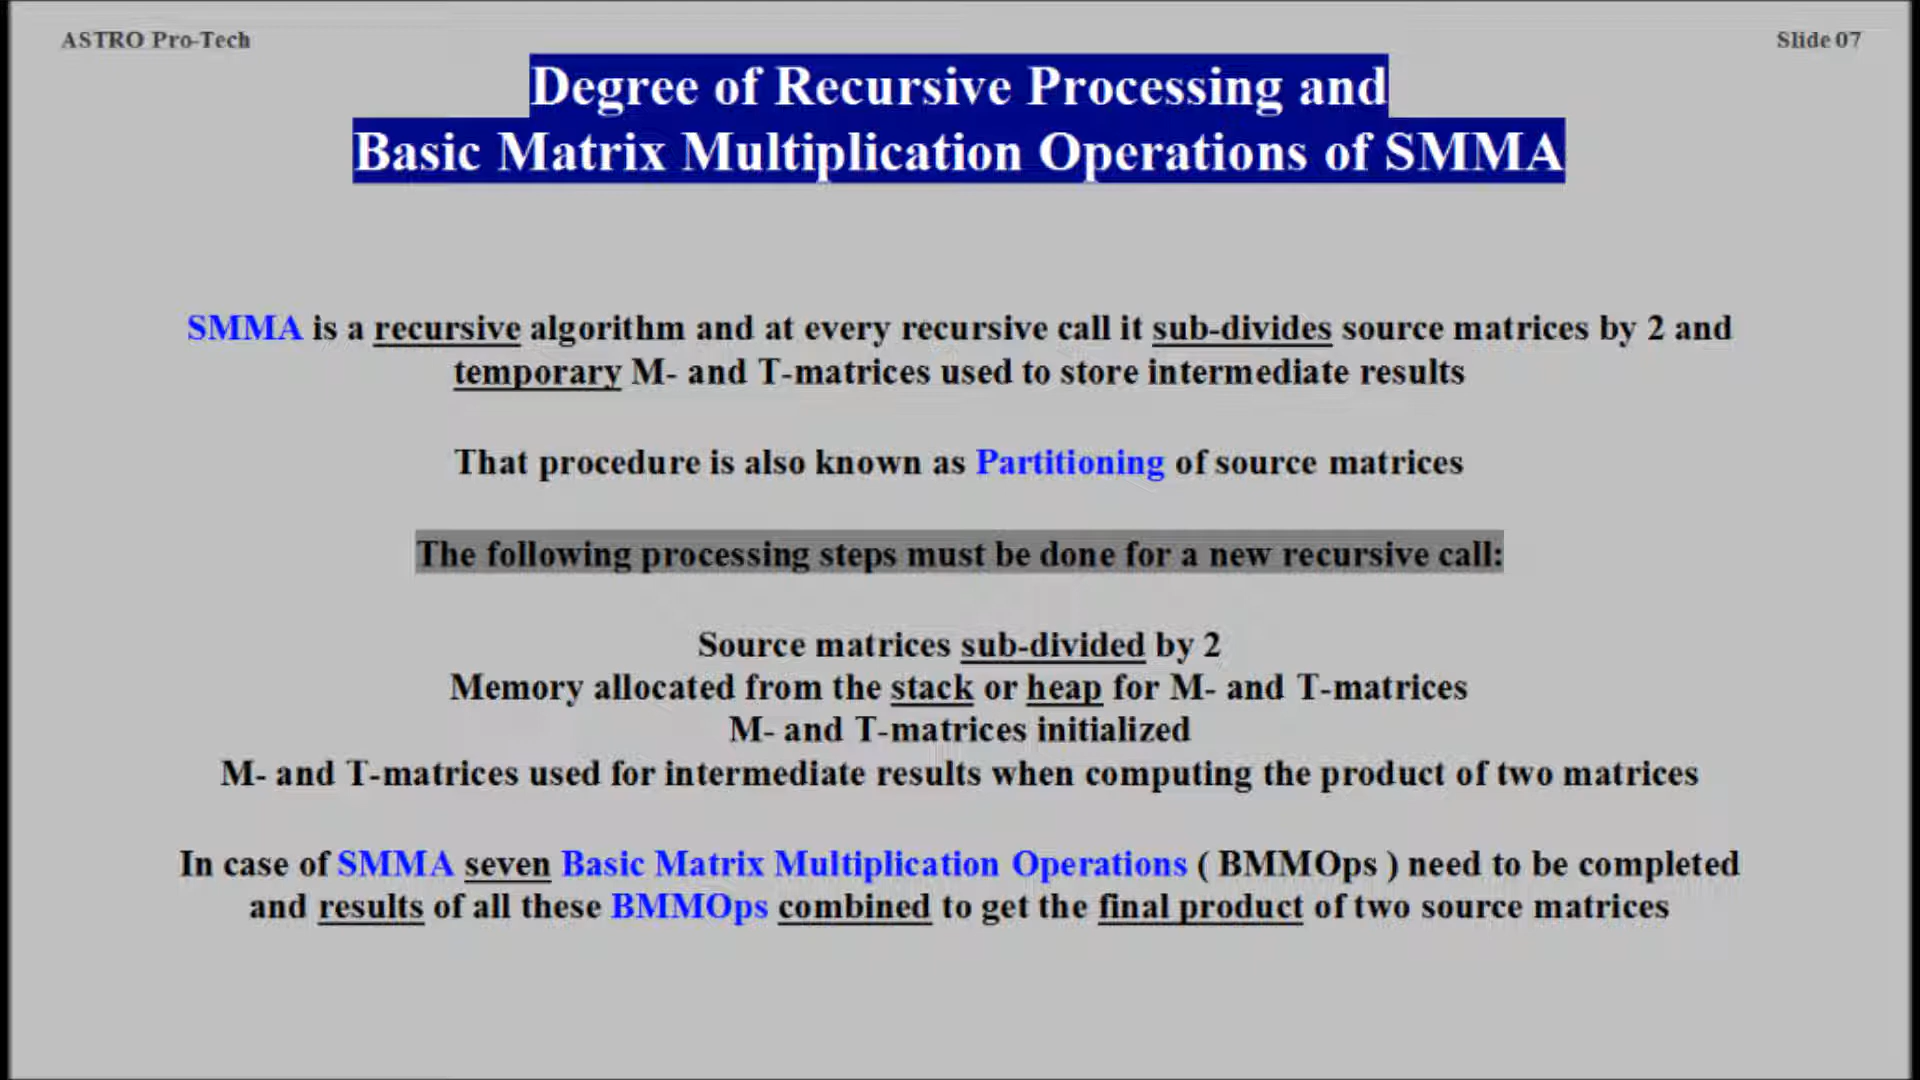 ASTRO Pro-Tech
Slide 07
Degree of Recursive Processing and
Basic Matrix Multiplication Operations of SMMA
SMMA is a recursive algorithm and at every recursive call it sub-divides source matrices by 2 and
temporary M- and T-matrices used to store intermediate results
That procedure is also known as Partitioning of source matrices
The following processing steps must be done for a new recursive call:
Source matrices sub-divided by 2
Memory allocated from the stack or heap for M- and T-matrices
M- and T-matrices initialized
M- and T-matrices used for intermediate results when computing the product of two matrices
In case of SMMA seven Basic Matrix Multiplication Operations ( BMMOps ) need to be completed
and results of all these BMMOps combined to get the final product of two source matrices